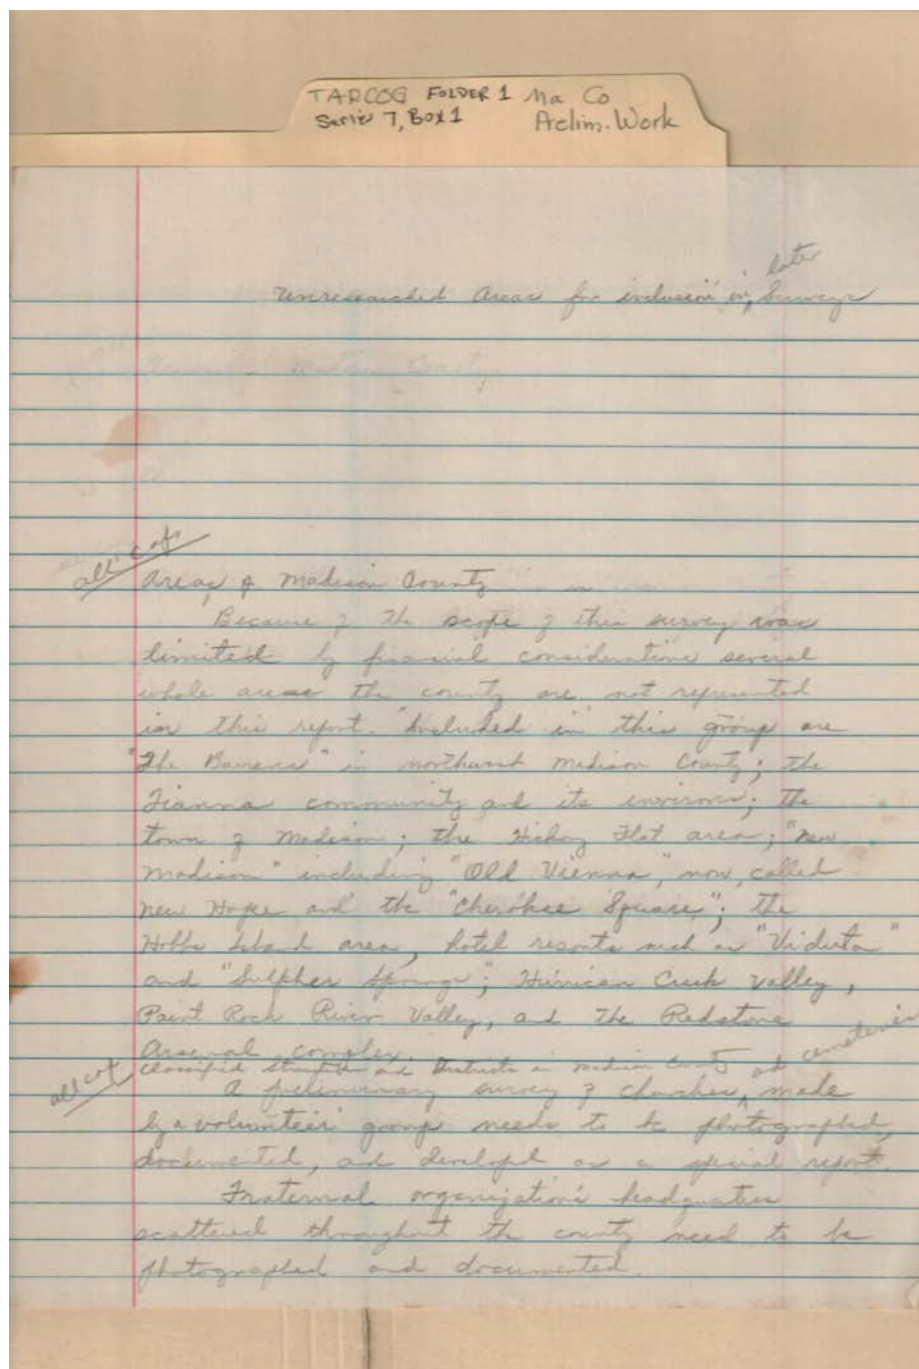 TARCOG FOLDER 1 Ma Co
Series 7, Box 1 Prelim. Work
later
Unresearched Areas for inclusion in Surveys
Madison County
all cap
Areas of Madison County
Because of the scope of this survey was
limited by financial considerations several
whole areas the county are not represented
in this report. Included in this group are
"The Barrens" in northwest Madison County; the
community and its environs; the
town of Madison; the Hickory Flat area; "New
Madison" including "Old Vienna", now called
New Hope and the "Cherokee Square"; the
Hobbs Island area, hotel resorts such as "Viduta"
and "Sulpher Springs"; Hurrican Creek Valley,
Paint Rock River Valley, and the Redstone
Arsenal complex.
all cap classified structures and Districts in Madison County
and cemeteries
A preliminary survey of churches ^ made
by a volunteer group needs to be photographed,
documented, and developed as a special report.
Fraternal organizations headquarters
scattered throughout the county need to be
photographed and documented.